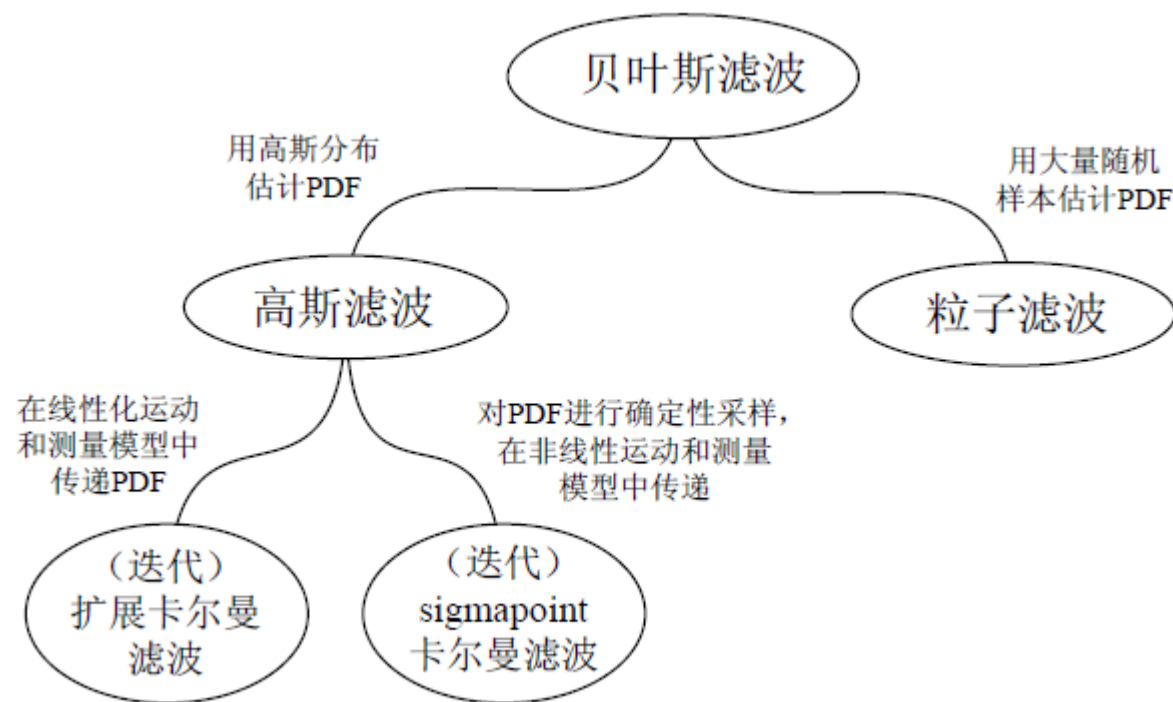 贝叶斯滤波
用高斯分布
估计PDF
用大量随机
样本估计PDF
高斯滤波
粒子滤波
在线性化运动
和测量模型中
传递PDF
对PDF进行确定性采样，
在非线性运动和测量
模型中传递
（迭代）
扩展卡尔曼
滤波
（迭代）
sigmapoint
卡尔曼滤波